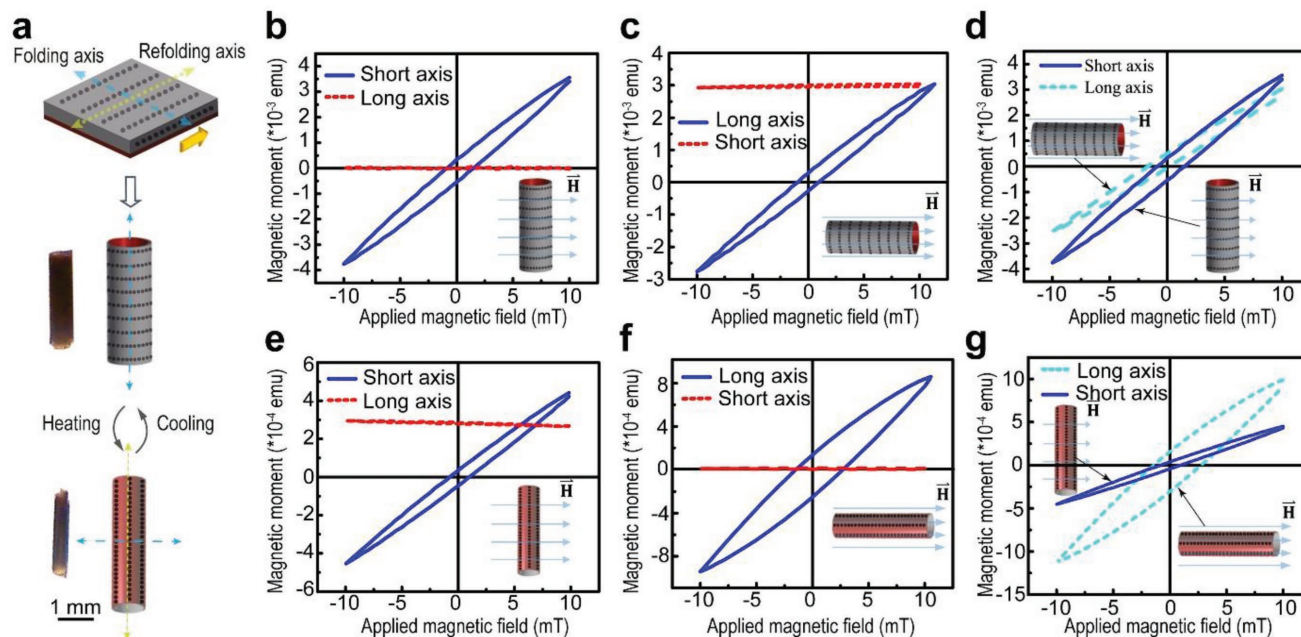 a
Folding axis
Refolding axis
Heating
Cooling
1 mm
b
Magnetic moment (*10⁻³ emu)
4
3
2
1
0
-1
-2
-3
-4
Short axis
Long axis
H
-10 -5 0 5 10
Applied magnetic field (mT)
c
Magnetic moment (*10⁻³ emu)
4
3
2
1
0
-1
-2
-3
Long axis
Short axis
H
-10 -5 0 5 10
Applied magnetic field (mT)
d
Magnetic moment (*10⁻³ emu)
4
3
2
1
0
-1
-2
-3
-4
Short axis
Long axis
H
H
-10 -5 0 5 10
Applied magnetic field (mT)
e
Magnetic moment (*10⁻⁴ emu)
6
4
2
0
-2
-4
-6
Short axis
Long axis
H
-10 -5 0 5 10
Applied magnetic field (mT)
f
Magnetic moment (*10⁻⁴ emu)
8
4
0
-4
-8
Long axis
Short axis
H
-10 -5 0 5 10
Applied magnetic field (mT)
g
Magnetic moment (*10⁻⁴ emu)
10
5
0
-5
-10
-15
Long axis
Short axis
H
H
-10 -5 0 5 10
Applied magnetic field (mT)